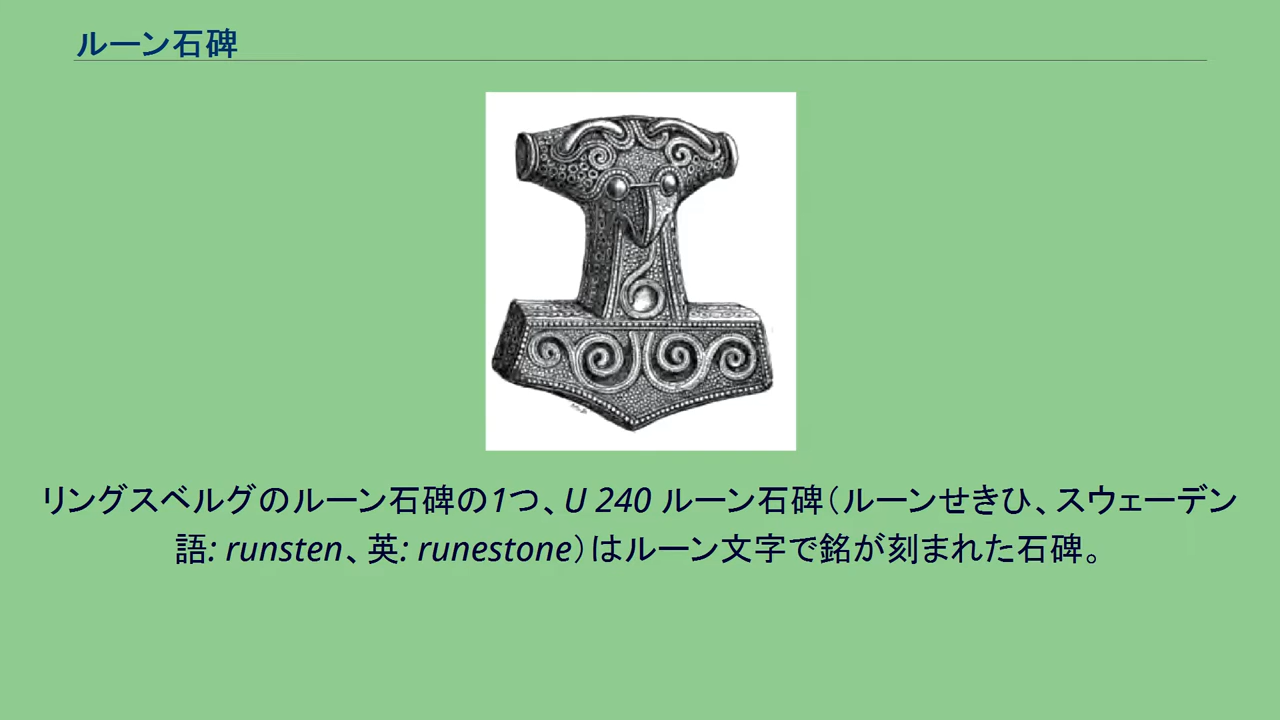 ルーン石碑
リングスベルグのルーン石碑の1つ、U 240 ルーン石碑（ルーンせきひ、スウェーデン
語: runsten、英: runestone）はルーン文字で銘が刻まれた石碑。